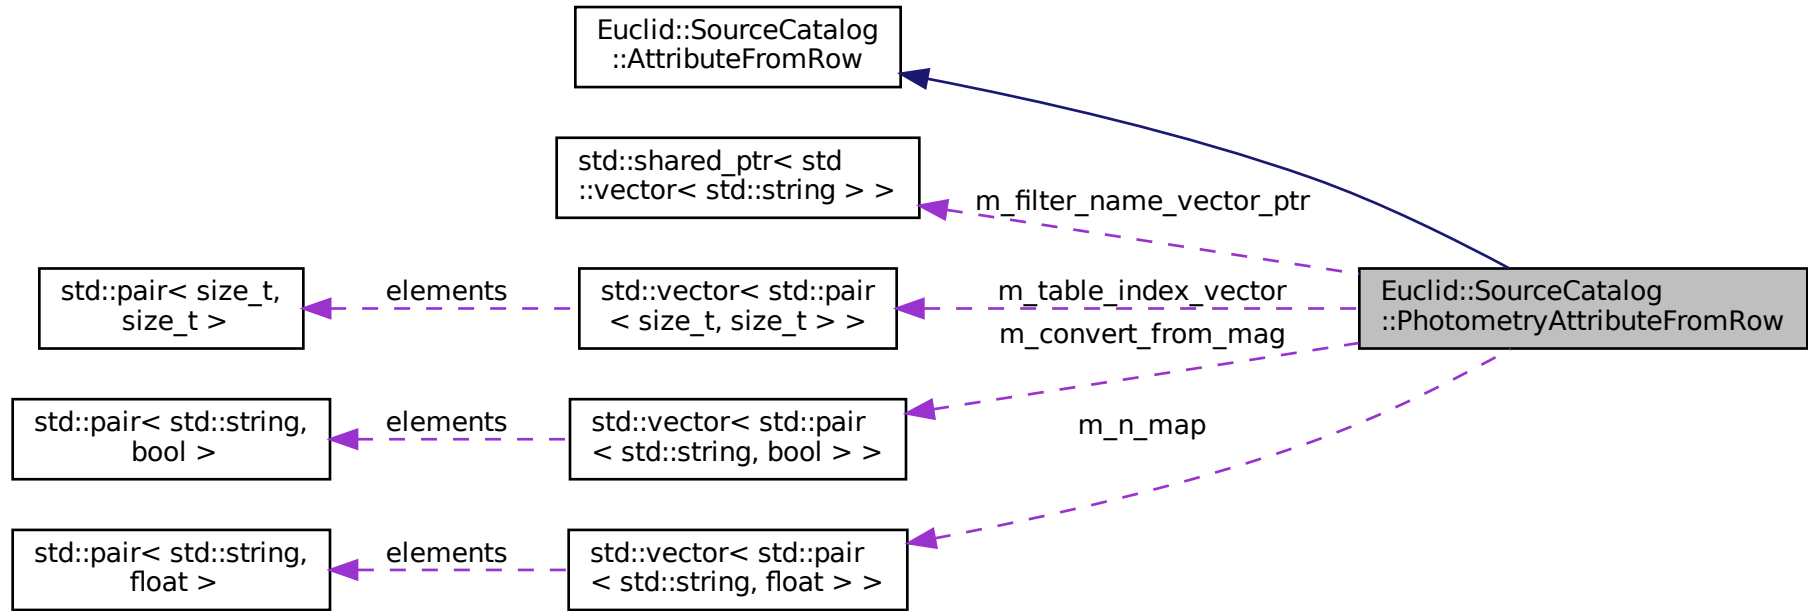 Euclid::SourceCatalog
::AttributeFromRow
std::shared_ptr< std
::vector< std::string > >
m_filter_name_vector_ptr
std::pair< size_t,
size_t >
elements
std::vector< std::pair
< size_t, size_t > >
m_table_index_vector
Euclid::SourceCatalog
::PhotometryAttributeFromRow
m_convert_from_mag
std::pair< std::string,
bool >
elements
std::vector< std::pair
< std::string, bool > >
m_n_map
std::pair< std::string,
float >
elements
std::vector< std::pair
< std::string, float > >